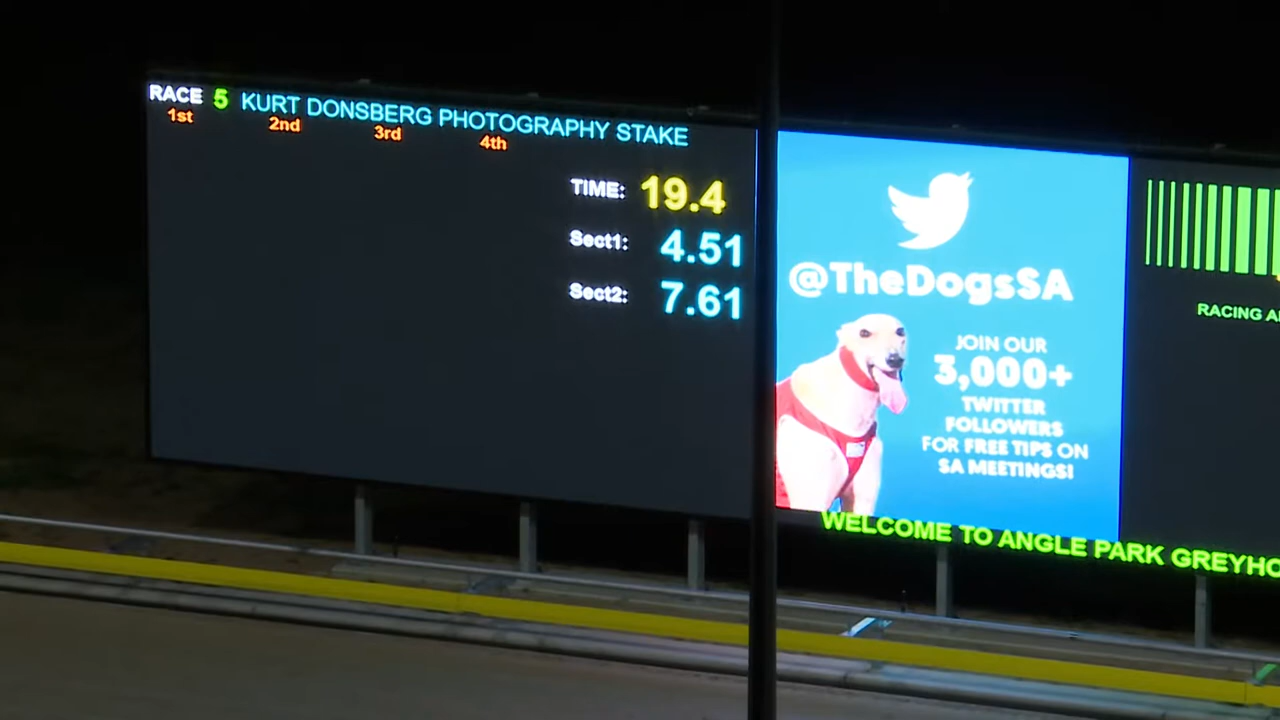 RACE 5 KURT DONSBERG PHOTOGRAPHY STAKE
1st 2nd 3rd 4th
TIME: 19.4
Sect1: 4.51
Sect2: 7.61
@TheDogsSA
JOIN OUR
3,000+
TWITTER
FOLLOWERS
FOR FREE TIPS ON
SA MEETINGS!
RACING
WELCOME TO ANGLE PARK